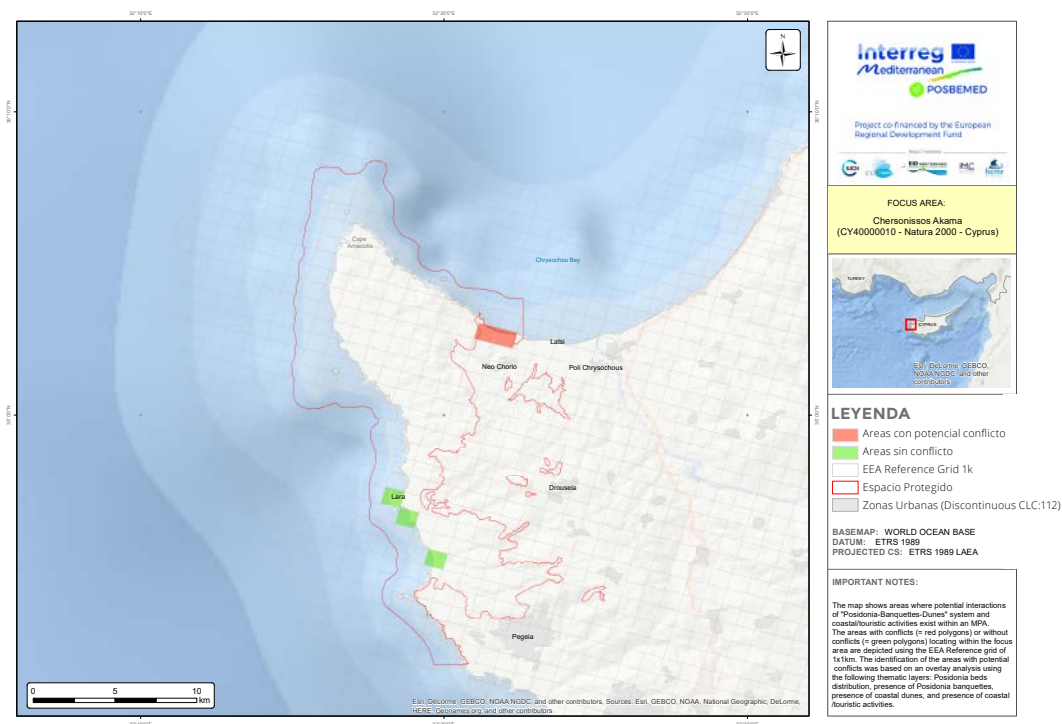 32°10'0"E
32°20'0"E
32°30'0"E
N
Cape
Arnaoutis
Chrysochou Bay
Latsi
Neo Chorio
Poli Chrysochous
Lara
Drouseia
Pegeia
0 5 10
km
Esri, DeLorme, GEBCO, NOAA NGDC, and other contributors, Sources: Esri, GEBCO, NOAA, National Geographic, DeLorme,
HERE, Geonames.org, and other contributors
Interreg
Mediterranean
POSBEMED
Project co-financed by the European
Regional Development Fund
FOCUS AREA:
Chersonissos Akama
(CY40000010 - Natura 2000 - Cyprus)
TURKEY
CYPRUS
Esri, DeLorme, GEBCO,
NOAA NGDC, and other
contributors
LEYENDA
Areas con potencial conflicto
Areas sin conflicto
EEA Reference Grid 1k
Espacio Protegido
Zonas Urbanas (Discontinuous CLC:112)
BASEMAP: WORLD OCEAN BASE
DATUM: ETRS 1989
PROJECTED CS: ETRS 1989 LAEA
IMPORTANT NOTES:
The map shows areas where potential interactions
of "Posidonia-Banquettes-Dunes" system and
coastal/touristic activities exist within an MPA.
The areas with conflicts (= red polygons) or without
conflicts (= green polygons) locating within the focus
area are depicted using the EEA Reference grid of
1x1km. The identification of the areas with potential
conflicts was based on an overlay analysis using
the following thematic layers: Posidonia beds
distribution, presence of Posidonia banquettes,
presence of coastal dunes, and presence of coastal
/touristic activities.